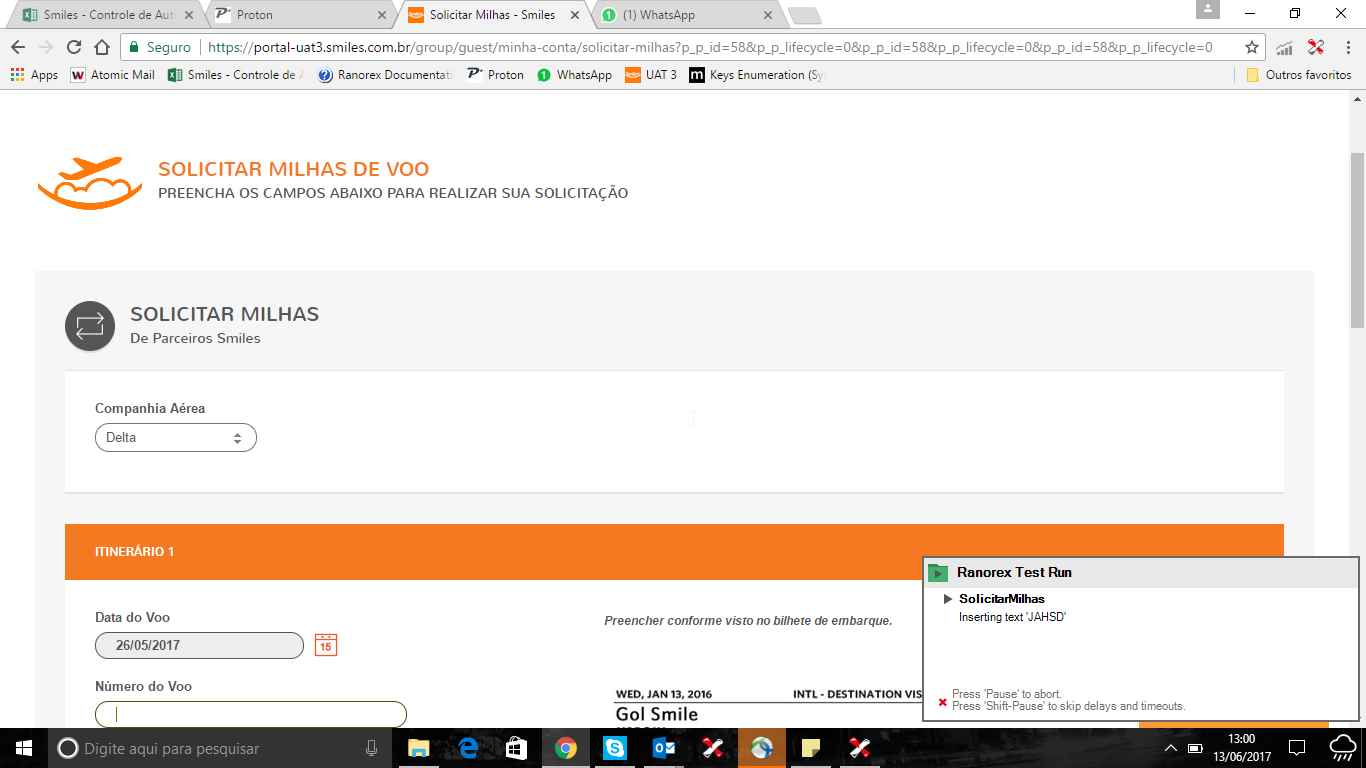 Smiles - Controle de Aut
Proton
Solicitar Milhas - Smiles
(1) WhatsApp
Seguro
https://portal-uat3.smiles.com.br/group/guest/minha-conta/solicitar-milhas?p_p_id=58&p_p_lifecycle=0&p_p_id=58&p_p_lifecycle=0&p_p_id=58&p_p_lifecycle=0
Apps
Atomic Mail
Smiles - Controle de A
Ranorex Documentati
Proton
WhatsApp
UAT 3
Keys Enumeration (Sy
Outros favoritos
SOLICITAR MILHAS DE VOO
PREENCHA OS CAMPOS ABAIXO PARA REALIZAR SUA SOLICITAÇÃO
SOLICITAR MILHAS
De Parceiros Smiles
Companhia Aérea
Delta
ITINERÁRIO 1
Data do Voo
26/05/2017
15
Número do Voo
Preencher conforme visto no bilhete de embarque.
WED, JAN 13, 2016
INTL - DESTINATION VIS
Gol Smile
Ranorex Test Run
SolicitarMilhas
Inserting text 'JAHSD'
Press 'Pause' to abort.
Press 'Shift-Pause' to skip delays and timeouts.
Digite aqui para pesquisar
13:00
13/06/2017